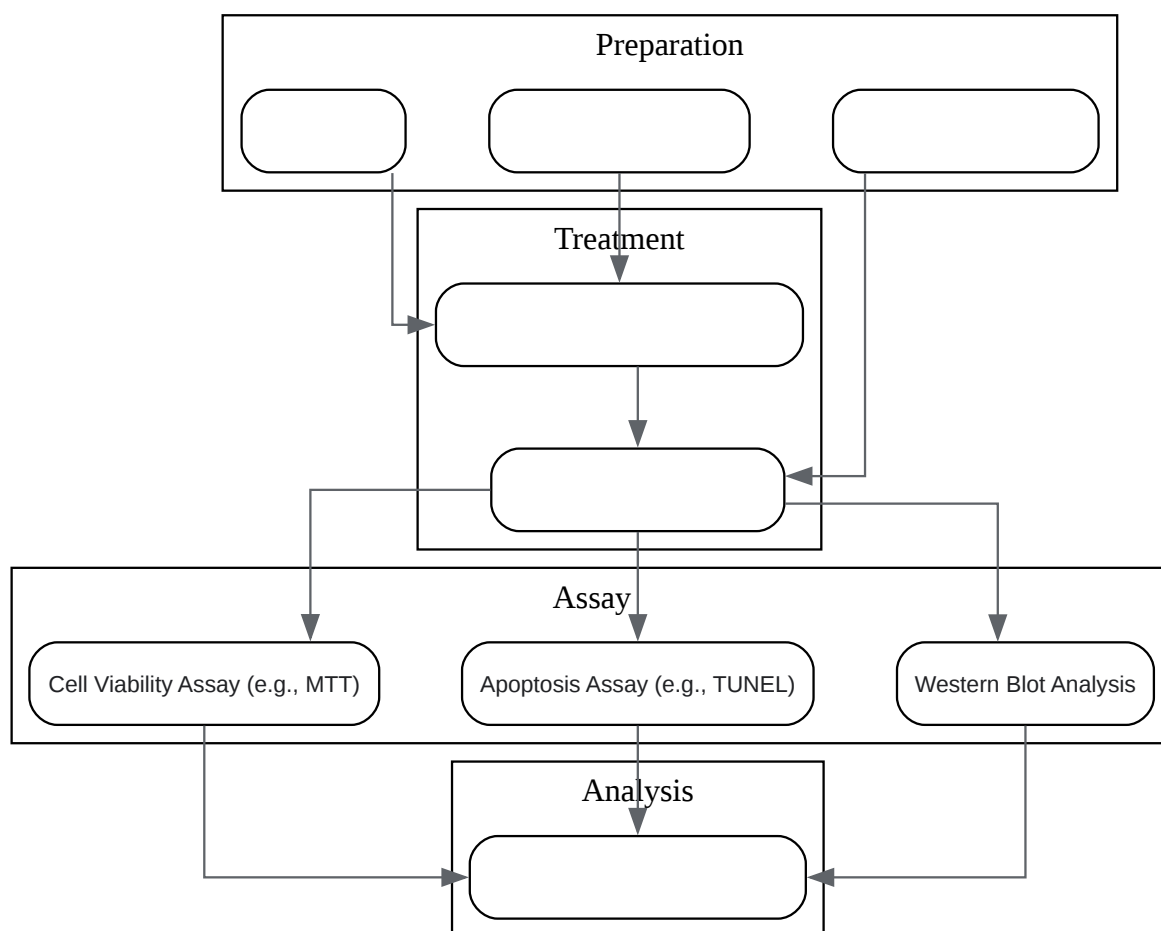 Preparation
Treatment
Assay
Cell Viability Assay (e.g., MTT)
Apoptosis Assay (e.g., TUNEL)
Western Blot Analysis
Analysis